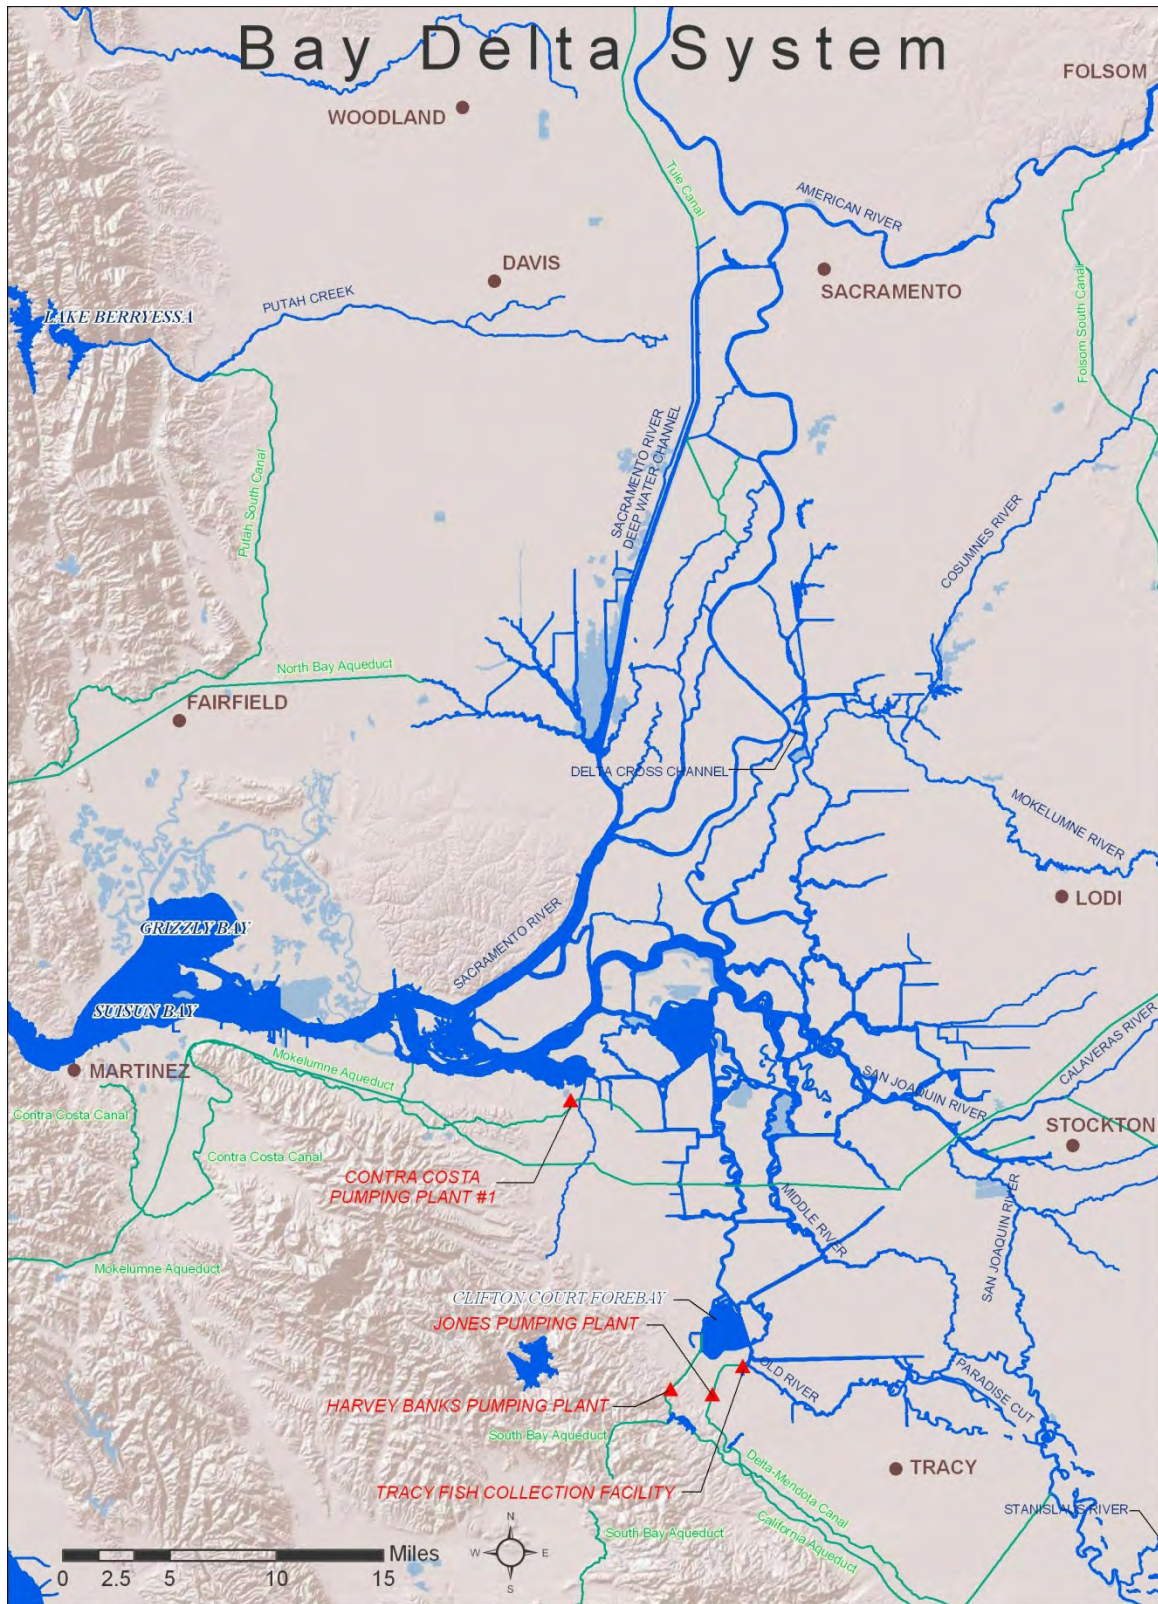 Bay Delta System
FOLSOM
WOODLAND
Tule Canal
AMERICAN RIVER
DAVIS
SACRAMENTO
PUTAH CREEK
LAKE BERRYESSA
Folsom South Canal
SACRAMENTO RIVER
DEEP WATER CHANNEL
Putah South Canal
COSUMNES RIVER
North Bay Aqueduct
FAIRFIELD
DELTA CROSS CHANNEL
MOKELUMNE RIVER
LODI
GRIZZLY BAY
SACRAMENTO RIVER
SUISUN BAY
MARTINEZ
Mokelumne Aqueduct
CALAVERAS RIVER
SAN JOAQUIN RIVER
Contra Costa Canal
STOCKTON
Contra Costa Canal
CONTRA COSTA
PUMPING PLANT #1
MIDDLE RIVER
SAN JOAQUIN RIVER
Mokelumne Aqueduct
CLIFTON COURT FOREBAY
JONES PUMPING PLANT
OLD RIVER
PARADISE CUT
HARVEY BANKS PUMPING PLANT
South Bay Aqueduct
TRACY
Delta-Mendota Canal
TRACY FISH COLLECTION FACILITY
California Aqueduct
STANISLAUS RIVER
South Bay Aqueduct
N
W E
S
Miles
0 2.5 5 10 15